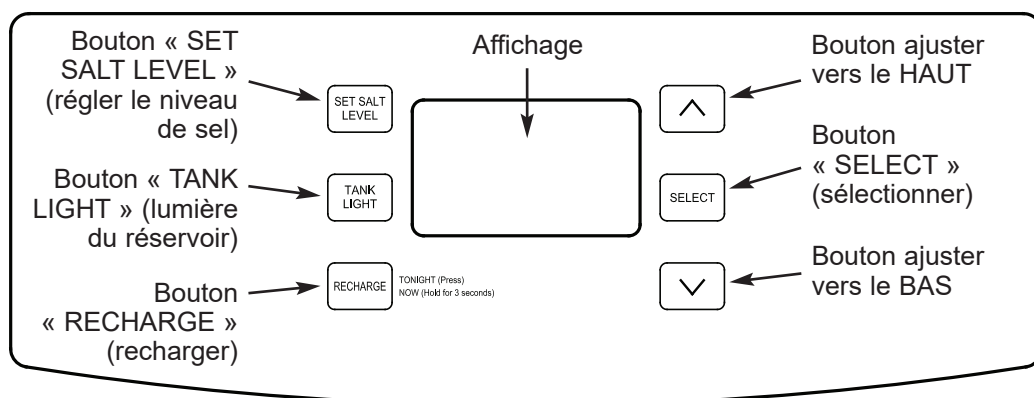 Bouton « SET
SALT LEVEL »
(régler le niveau
de sel)
SET SALT
LEVEL
Affichage
Bouton ajuster
vers le HAUT
Bouton « TANK
LIGHT » (lumière
du réservoir)
TANK
LIGHT
SELECT
Bouton
« SELECT »
(sélectionner)
Bouton
« RECHARGE »
(recharger)
RECHARGE
TONIGHT (Press)
NOW (Hold for 3 seconds)
Bouton ajuster
vers le BAS